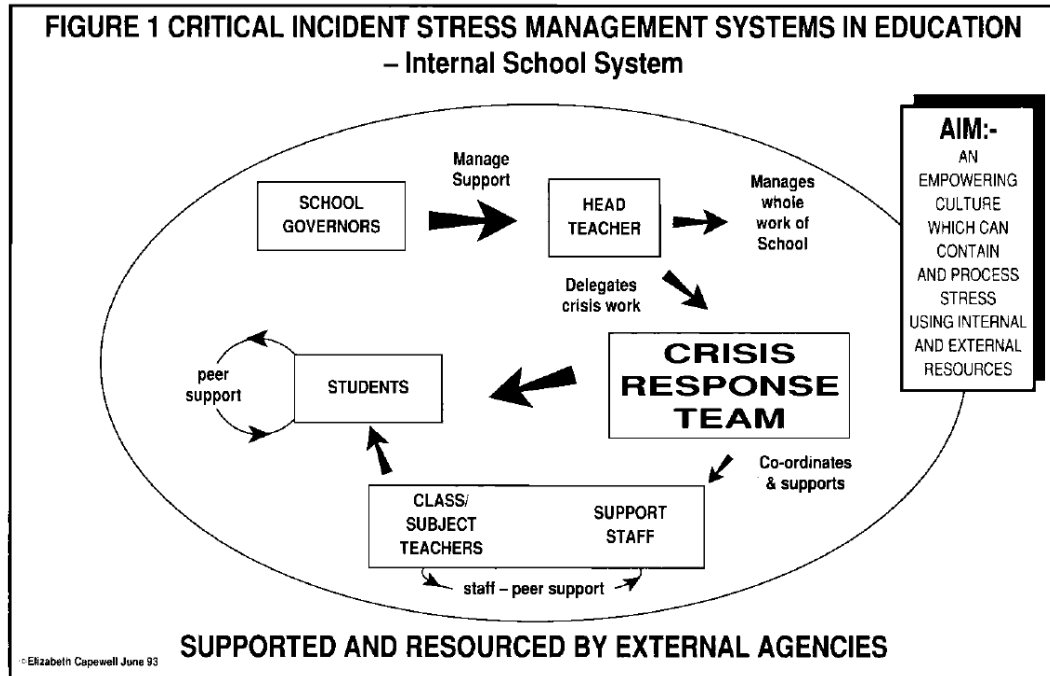 FIGURE 1 CRITICAL INCIDENT STRESS MANAGEMENT SYSTEMS IN EDUCATION
– Internal School System
AIM:-
AN
EMPOWERING
CULTURE
WHICH CAN
CONTAIN
AND PROCESS
STRESS
USING INTERNAL
AND EXTERNAL
RESOURCES
SCHOOL
GOVERNORS
Manage
Support
HEAD
TEACHER
Manages
whole
work of
School
Delegates
crisis work
CRISIS
RESPONSE
TEAM
STUDENTS
peer
support
Co-ordinates
& supports
CLASS/
SUBJECT
TEACHERS
SUPPORT
STAFF
staff – peer support
SUPPORTED AND RESOURCED BY EXTERNAL AGENCIES
©Elizabeth Capewell June 93